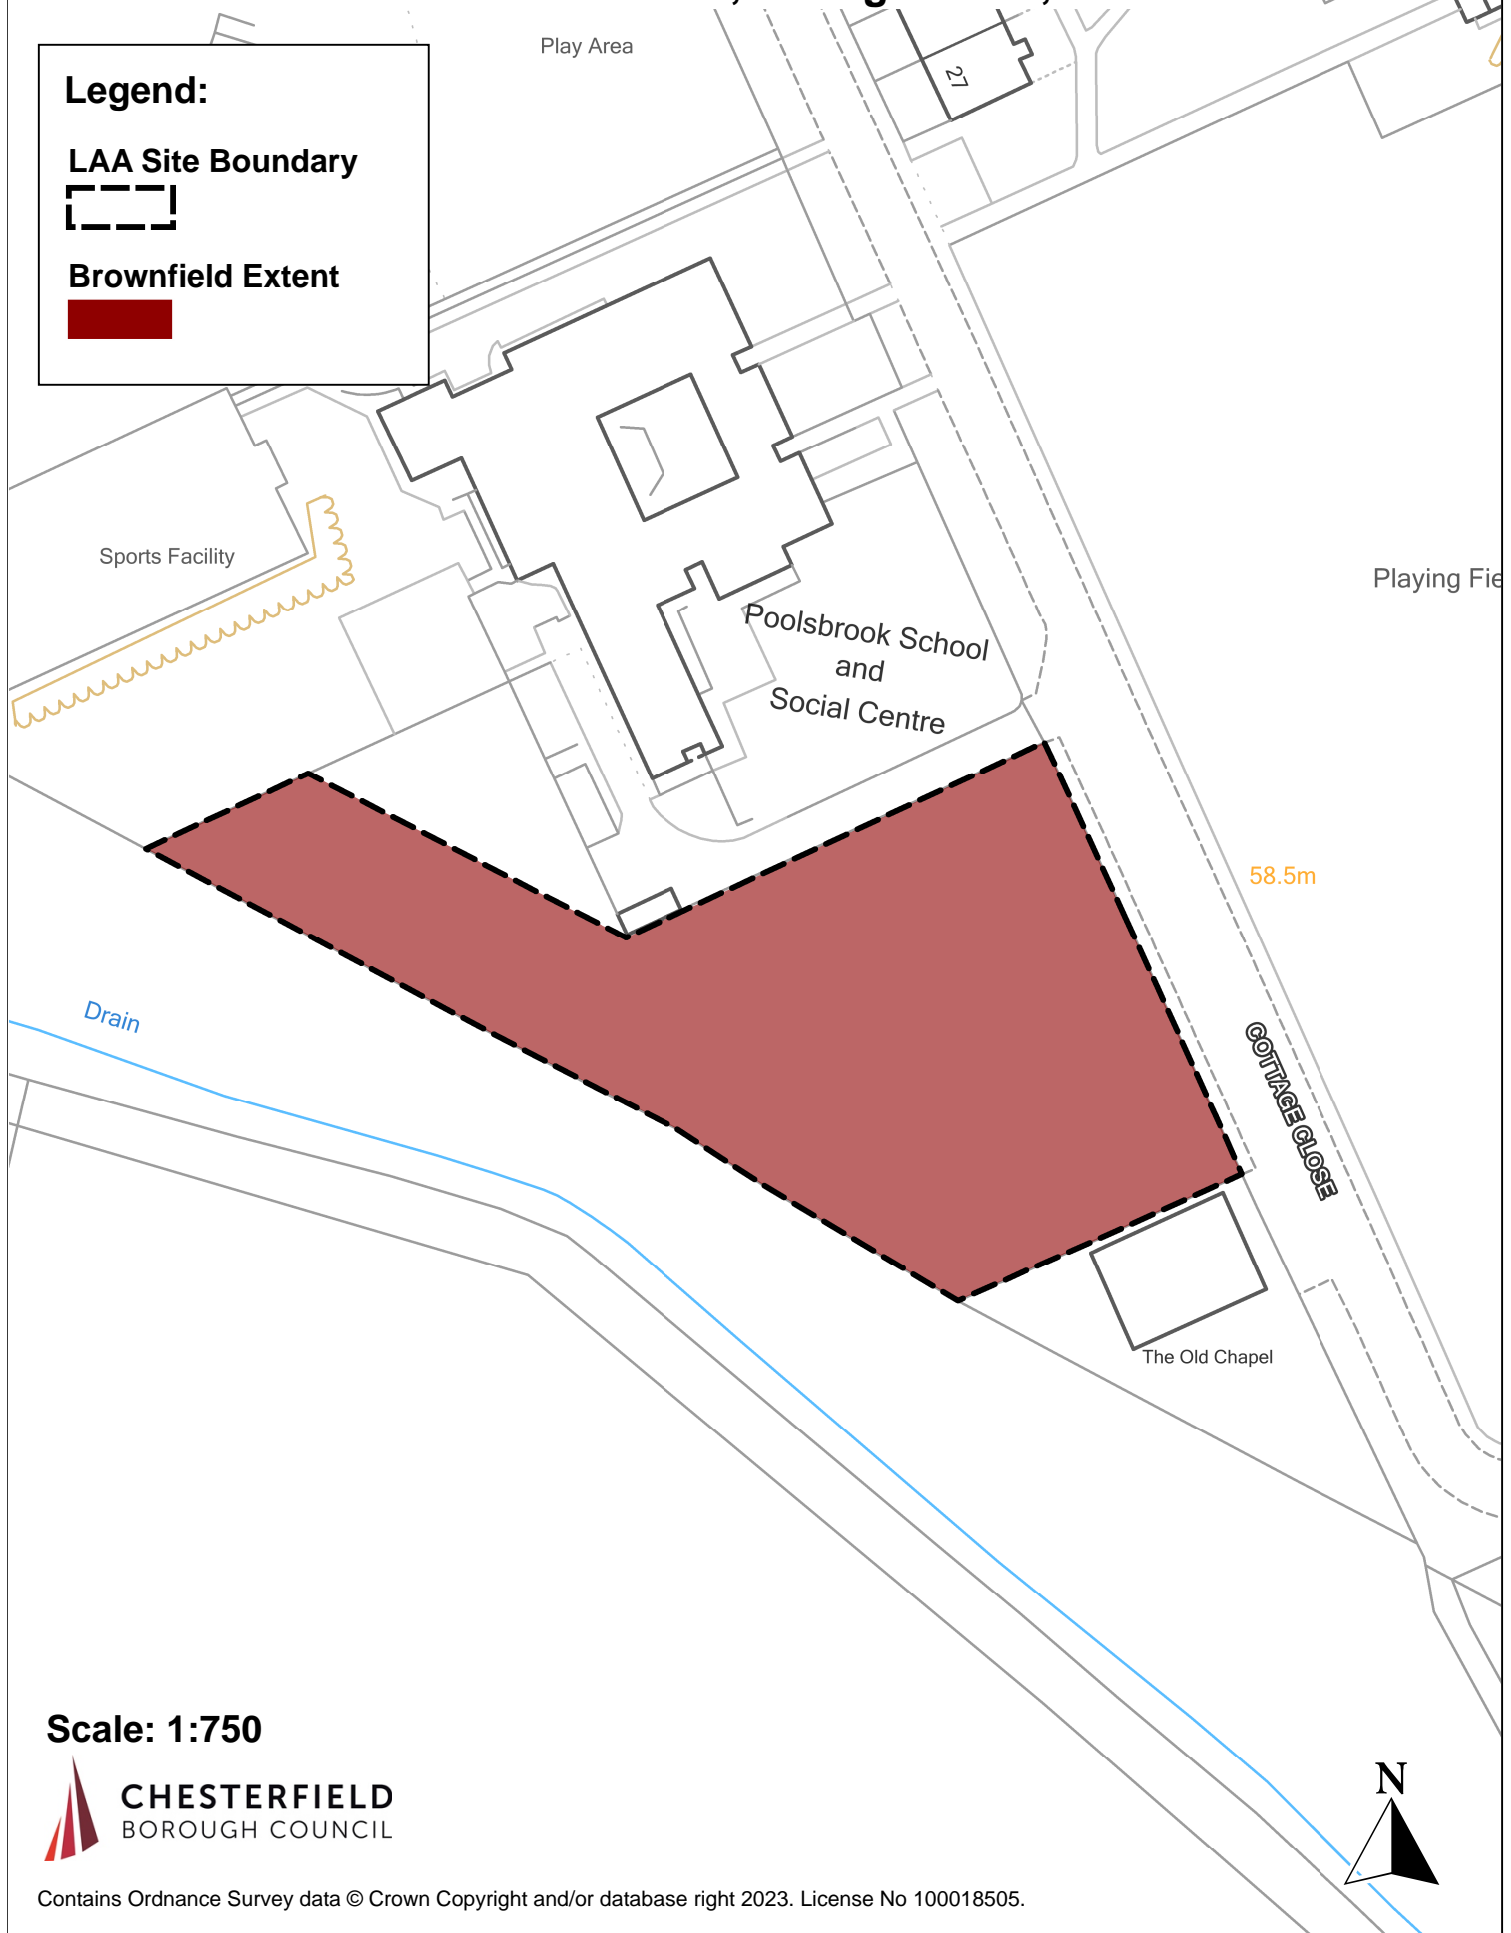 Legend:
LAA Site Boundary
Brownfield Extent
Play Area
27
Sports Facility
Playing Fie
Poolsbrook School
and
Social Centre
58.5m
Drain
COTTAGE CLOSE
The Old Chapel
Scale: 1:750
CHESTERFIELD
BOROUGH COUNCIL
N
Contains Ordnance Survey data © Crown Copyright and/or database right 2023. License No 100018505.